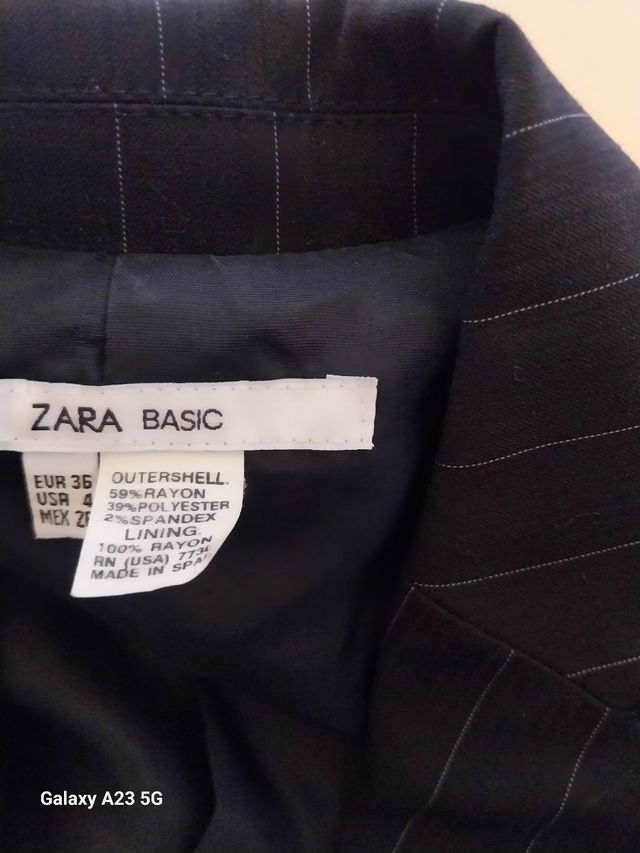 ZARA BASIC
EUR 36
USA 4
MEX
OUTERSHELL.
59%RAYON
39%POLYESTER
2%SPANDEX
LINING.
100% RAYON
RN (USA)
MADE IN
Galaxy A23 5G